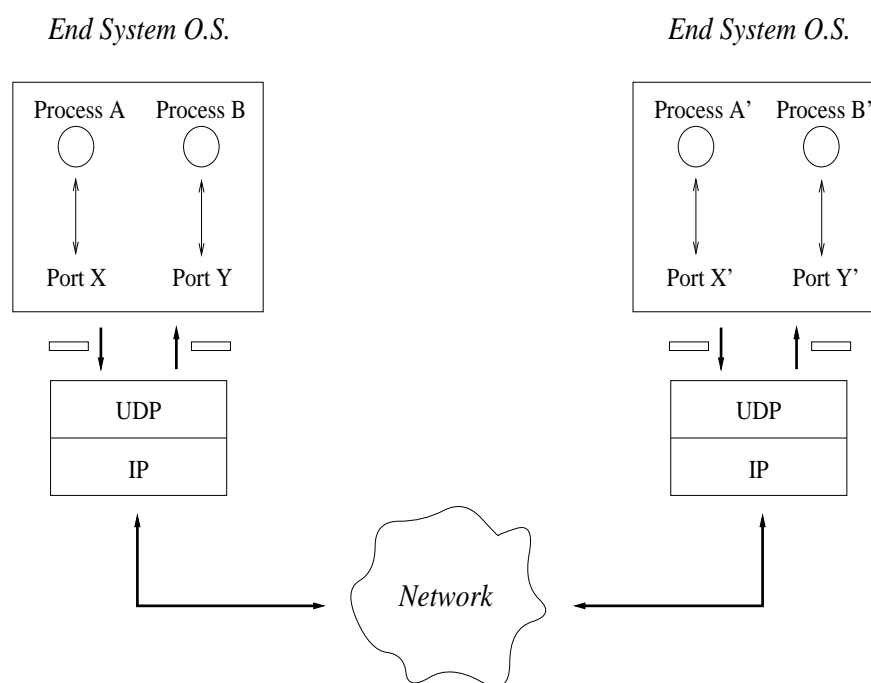 End System O.S.
End System O.S.
Process A
Process B
Process A’
Process B’
Port X
Port Y
Port X’
Port Y’
UDP
UDP
IP
IP
Network